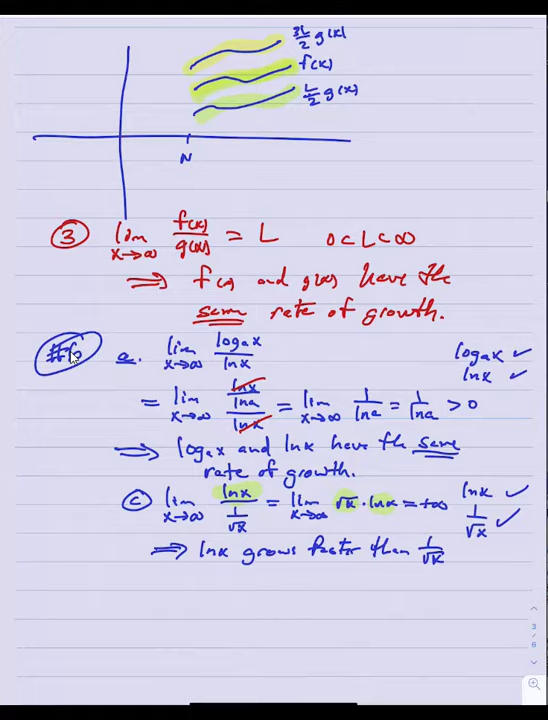 3L/2 g(x)
f(x)
L/2 g(x)
N
③ lim x→∞ f(x)/g(x) = L 0<L<∞
⟹ f(x) and g(x) have the
same rate of growth.
#6 a. lim x→∞ logₐx/lnx
logₐx ✓
lnx ✓
= lim x→∞ (lnx/lna)/lnx = lim x→∞ 1/lna = 1/lna > 0
⟹ logₐx and lnx have the same
rate of growth.
ⓒ lim x→∞ lnx/(1/√x) = lim x→∞ √x · lnx = +∞
lnx ✓
1/√x ✓
⟹ lnx grows faster than 1/√x
3
/
6